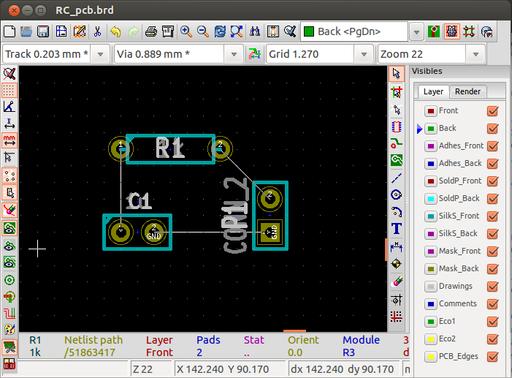 RC_pcb.brd
Back <PgDn>
Track 0.203 mm * Via 0.889 mm * Grid 1.270 Zoom 22
Visibles
Layer Render
Front
Back
Adhes_Front
Adhes_Back
SoldP_Front
SoldP_Back
SilkS_Front
SilkS_Back
Mask_Front
Mask_Back
Drawings
Comments
Eco1
Eco2
PCB_Edges
1 R1 2
C1
1 2
GND
2
GND
R1 Netlist path Layer Pads Stat Orient Module 3
1k /51863417 Front 2 .. 0.0 R3 D
Z 22 X 142.240 Y 90.170 dx 142.240 dy 90.170